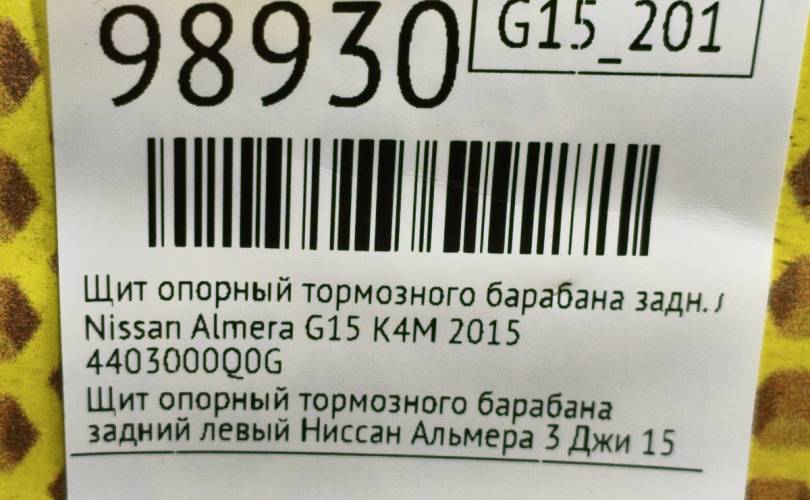 98930
G15_201
Щит опорный тормозного барабана задн.
Nissan Almera G15 K4M 2015
4403000Q0G
Щит опорный тормозного барабана
задний левый Ниссан Альмера 3 Джи 15